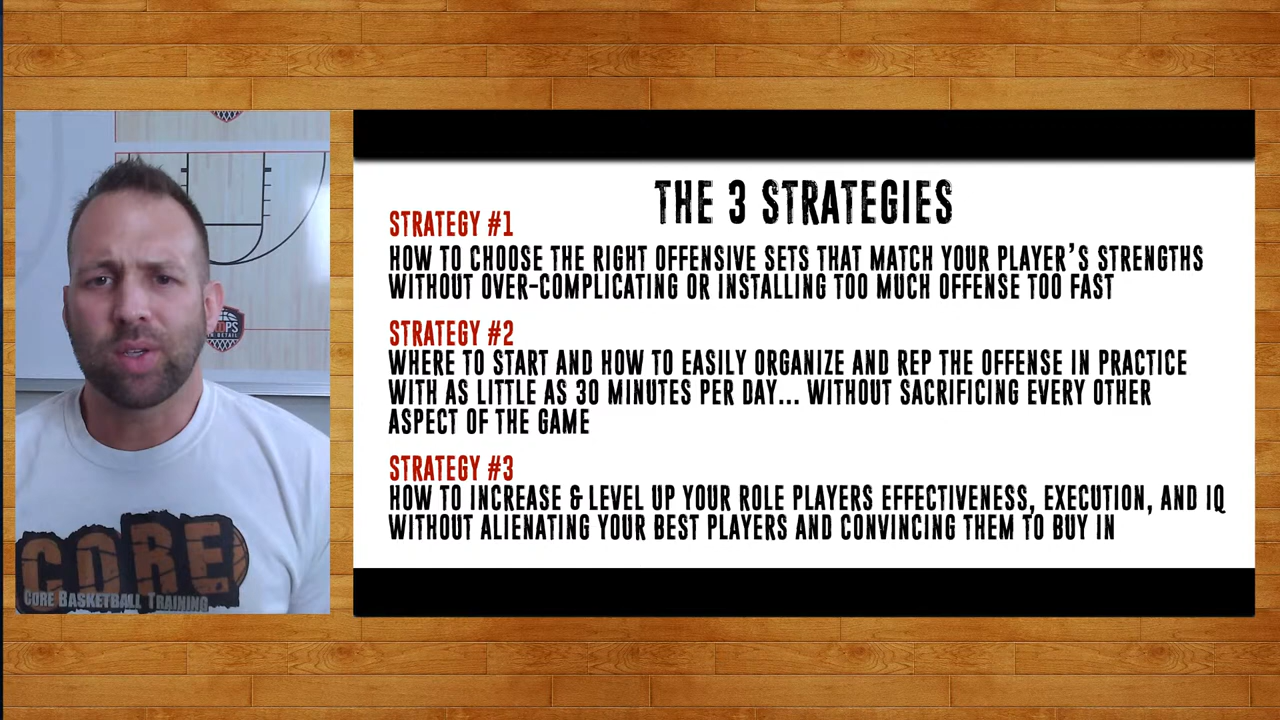 THE 3 STRATEGIES
STRATEGY #1
HOW TO CHOOSE THE RIGHT OFFENSIVE SETS THAT MATCH YOUR PLAYER'S STRENGTHS
WITHOUT OVER-COMPLICATING OR INSTALLING TOO MUCH OFFENSE TOO FAST
STRATEGY #2
WHERE TO START AND HOW TO EASILY ORGANIZE AND REP THE OFFENSE IN PRACTICE
WITH AS LITTLE AS 30 MINUTES PER DAY... WITHOUT SACRIFICING EVERY OTHER
ASPECT OF THE GAME
STRATEGY #3
HOW TO INCREASE & LEVEL UP YOUR ROLE PLAYERS EFFECTIVENESS, EXECUTION, AND IQ
WITHOUT ALIENATING YOUR BEST PLAYERS AND CONVINCING THEM TO BUY IN
CORE
CORE BASKETBALL TRAINING